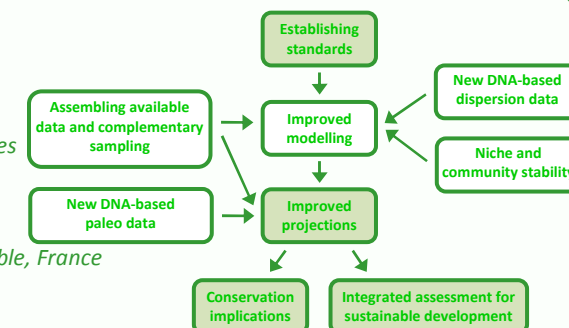 Establishing
standards
New DNA-based
dispersion data
Assembling available
data and complementary
sampling
Improved
modelling
es
Niche and
community stability
New DNA-based
paleo data
Improved
projections
ble, France
Conservation
implications
Integrated assessment for
sustainable development